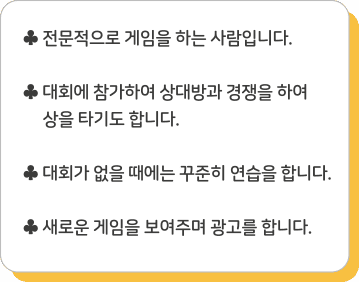 ♣ 전문적으로 게임을 하는 사람입니다.
♣ 대회에 참가하여 상대방과 경쟁을 하여
상을 타기도 합니다.
♣ 대회가 없을 때에는 꾸준히 연습을 합니다.
♣ 새로운 게임을 보여주며 광고를 합니다.